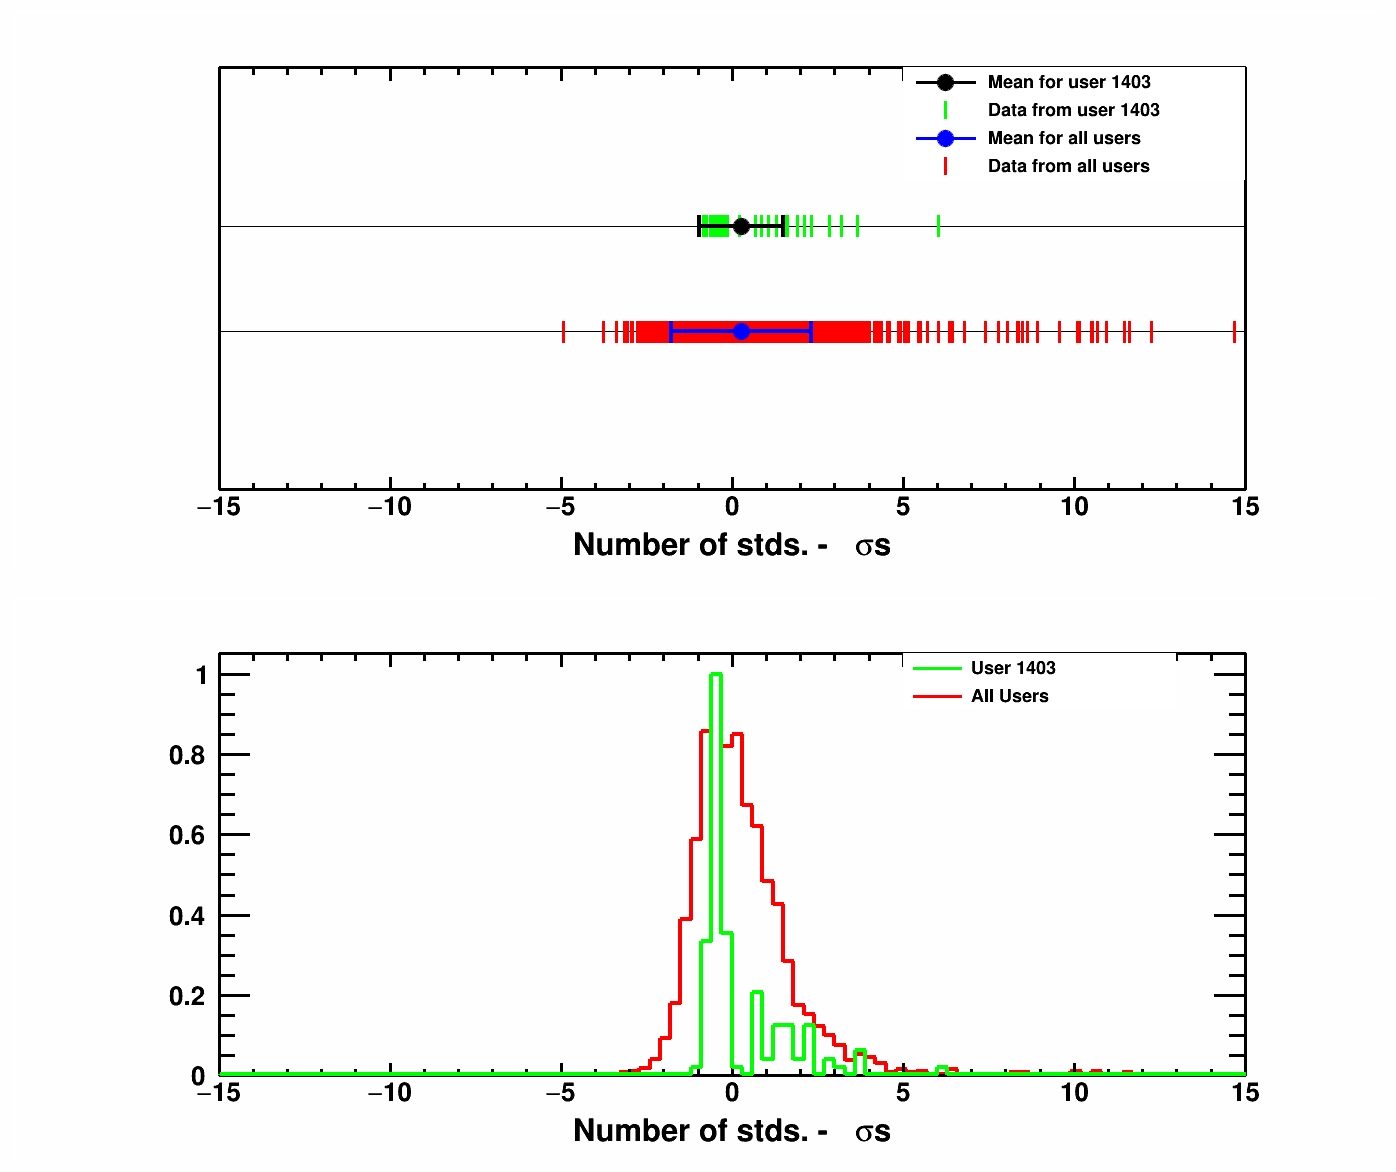 Mean for user 1403
Data from user 1403
Mean for all users
Data from all users
−15 −10 −5 0 5 10 15
Number of stds. - σs
User 1403
All Users
1
0.8
0.6
0.4
0.2
0
−15 −10 −5 0 5 10 15
Number of stds. - σs